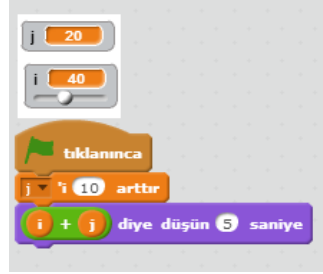 j 20
i 40
tıklanınca
j 'i 10 arttır
i + j diye düşün 5 saniye